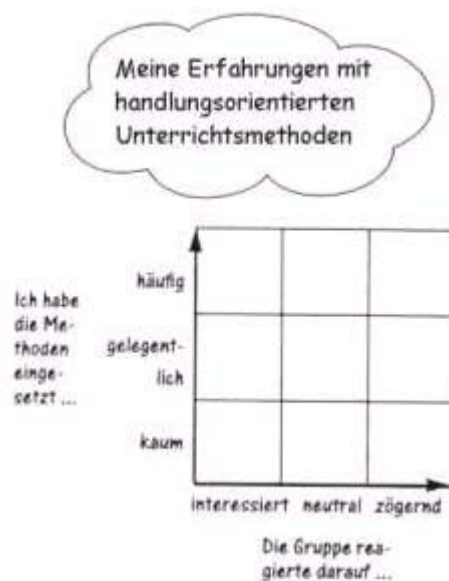 Meine Erfahrungen mit
handlungsorientierten
Unterrichtsmethoden
Ich habe
die Me-
thoden
einge-
setzt ...
häufig
gelegent-
lich
kaum
interessiert neutral zögernd
Die Gruppe rea-
gierte darauf ...